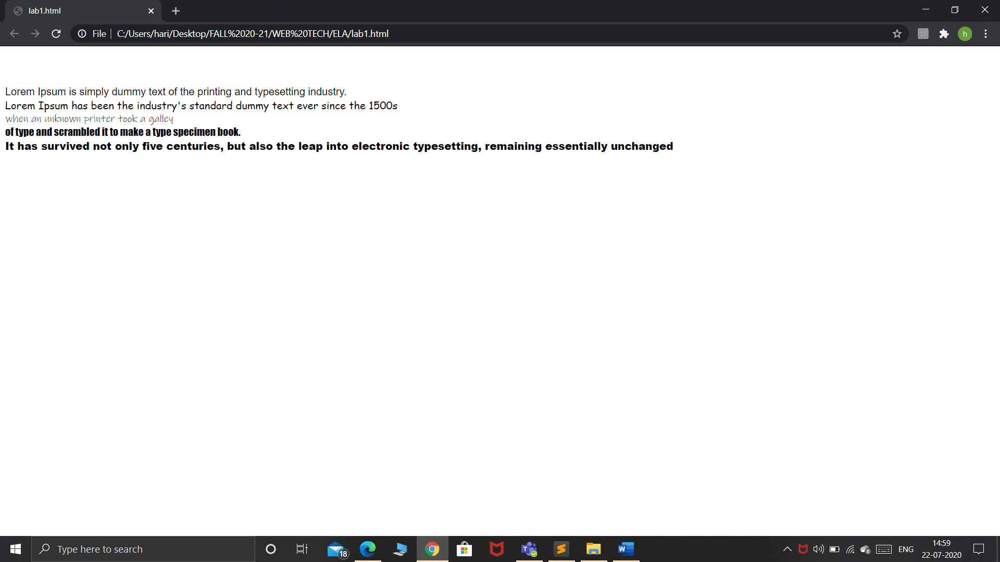 lab1.html
File
C:/Users/hari/Desktop/FALL%2020-21/WEB%20TECH/ELA/lab1.html
h
Lorem Ipsum is simply dummy text of the printing and typesetting industry.
Lorem Ipsum has been the industry's standard dummy text ever since the 1500s
when an unknown printer took a galley
of type and scrambled it to make a type specimen book.
It has survived not only five centuries, but also the leap into electronic typesetting, remaining essentially unchanged
Type here to search
18
T
W
ENG
14:59
22-07-2020